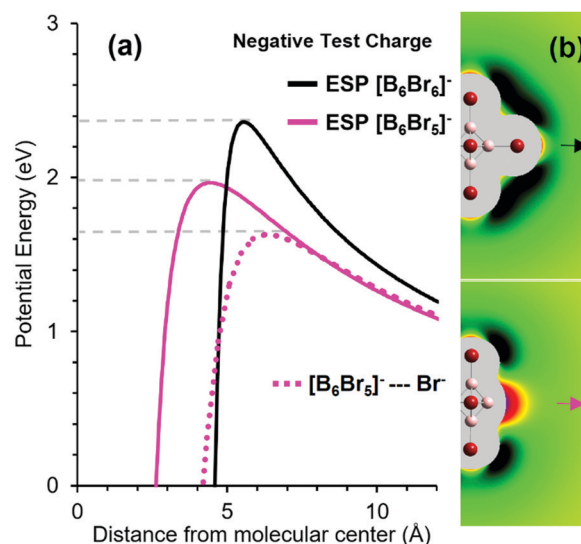 (a)
Negative Test Charge
ESP [B₆Br₆]⁻
ESP [B₆Br₅]⁻
[B₆Br₅]⁻ --- Br⁻
Potential Energy (eV)
3
2
1
0
0 5 10
Distance from molecular center (Å)
(b)